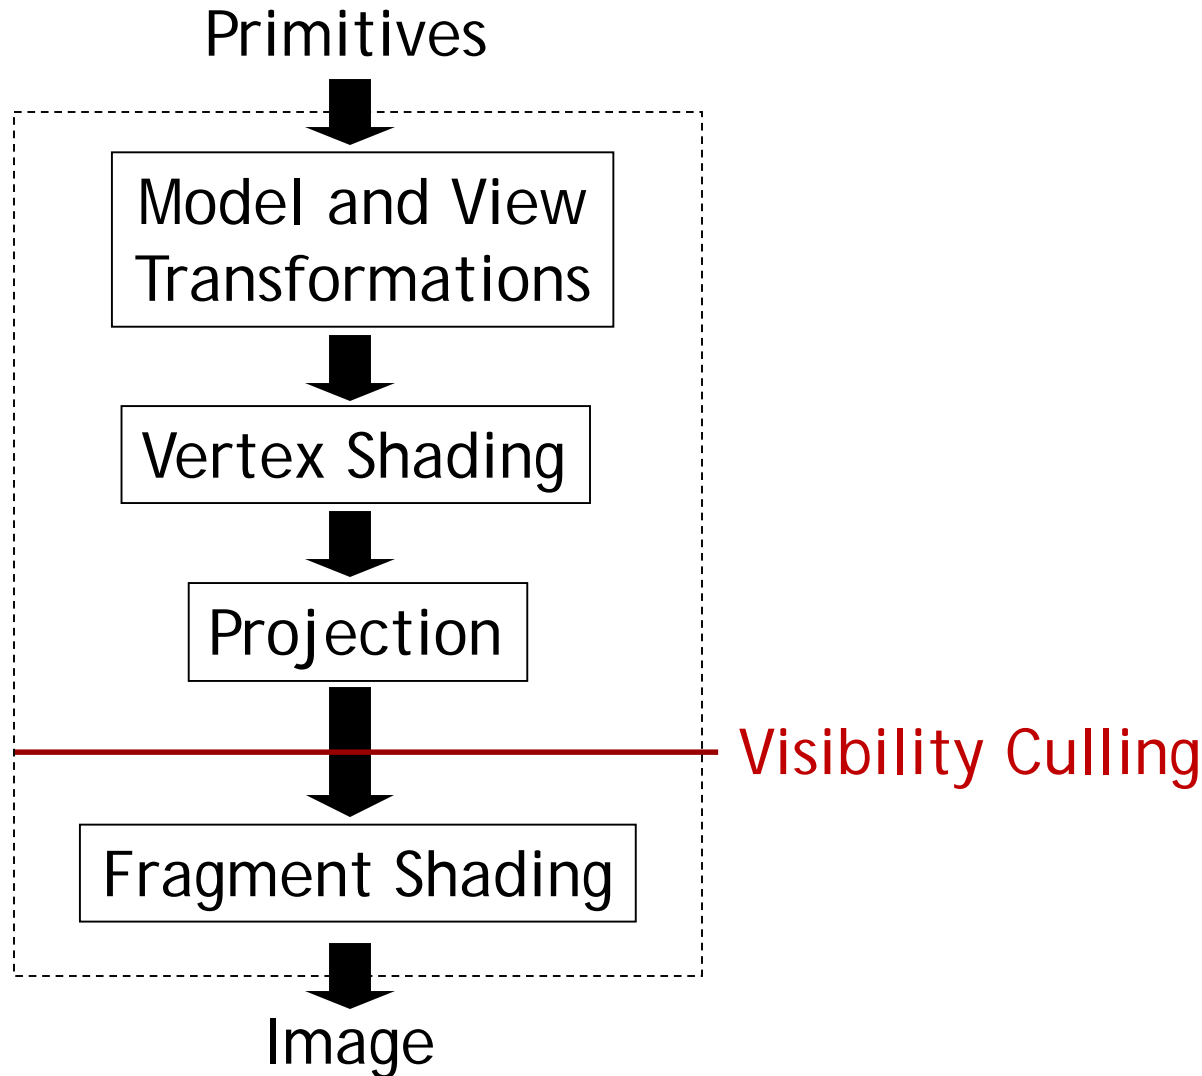 Primitives
Model and View
Transformations
Vertex Shading
Projection
Visibility Culling
Fragment Shading
Image